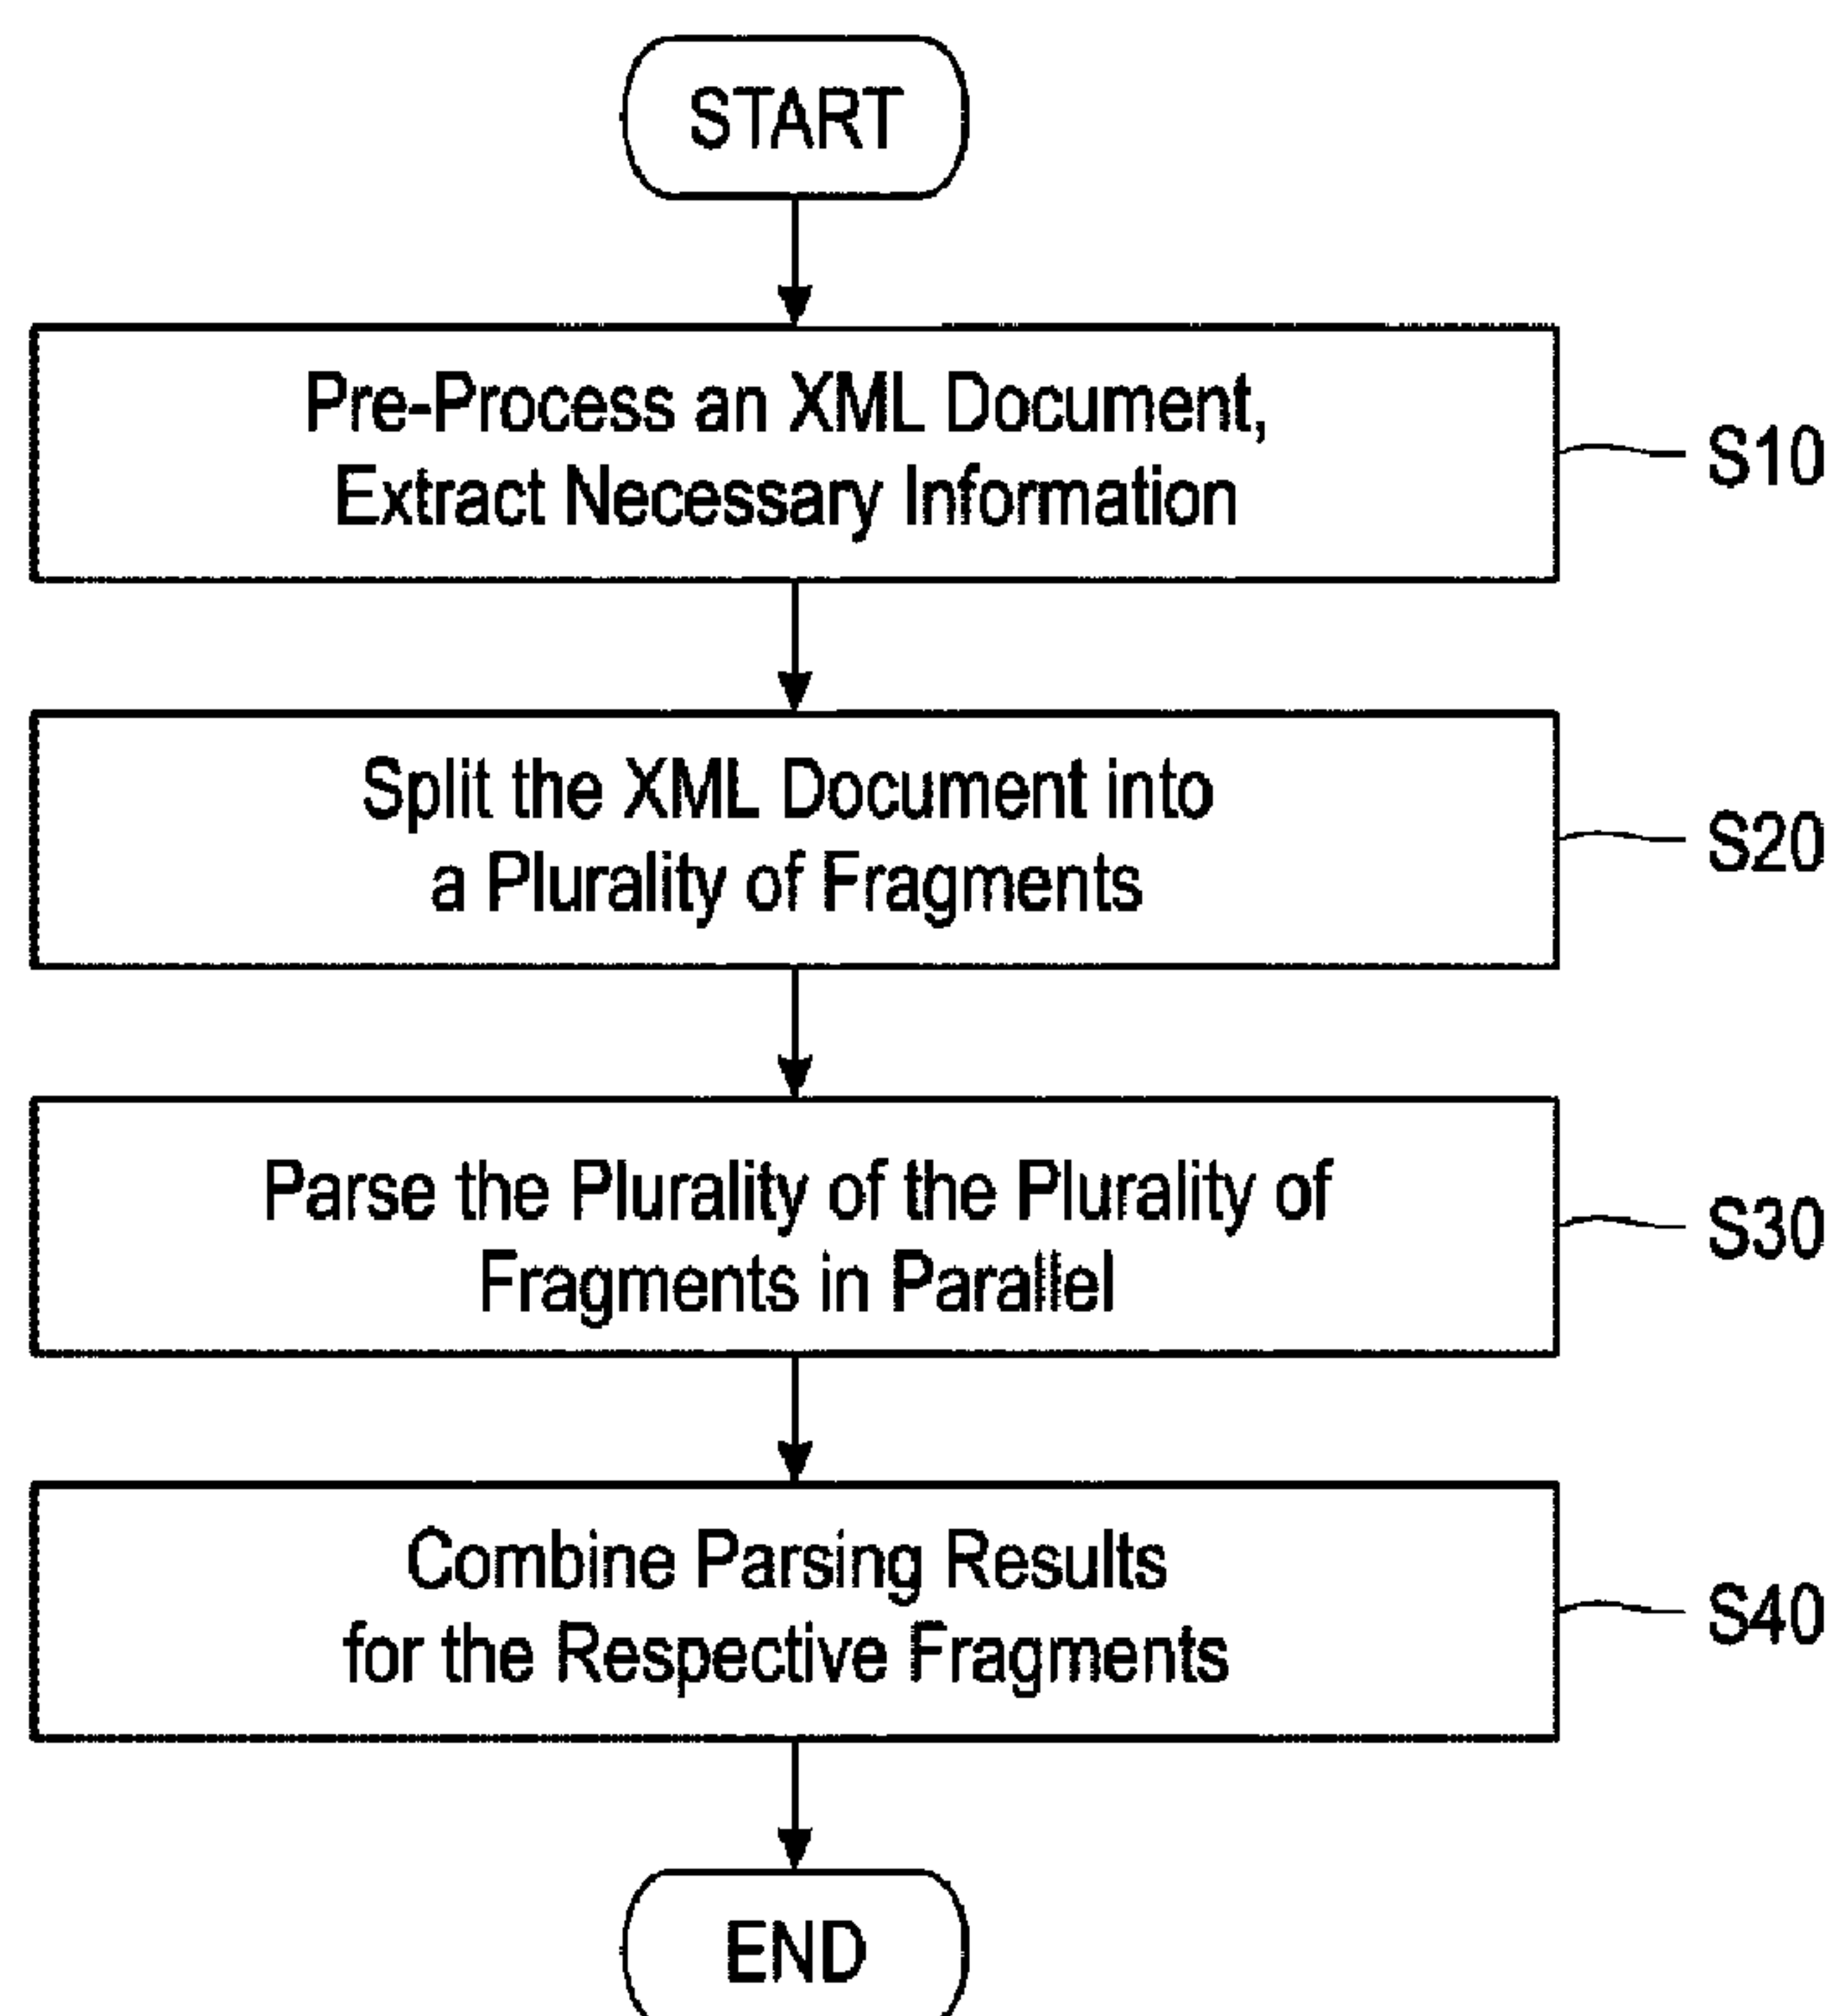 START
Pre-Process an XML Document,
Extract Necessary Information
S10
Split the XML Document into
a Plurality of Fragments
S20
Parse the Plurality of the Plurality of
Fragments in Parallel
S30
Combine Parsing Results
for the Respective Fragments
S40
END